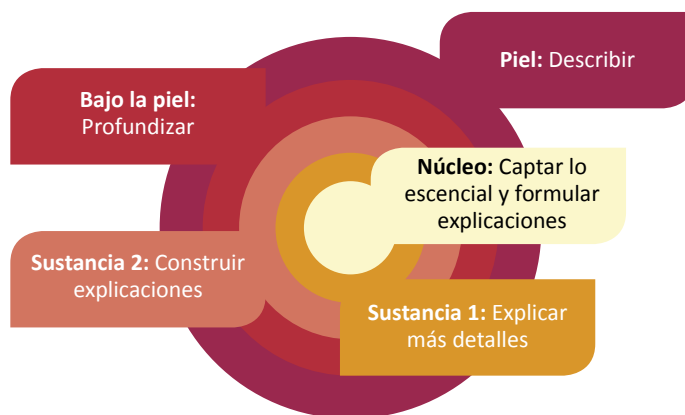 Piel: Describir
Bajo la piel:
Profundizar
Núcleo: Captar lo
escencial y formular
explicaciones
Sustancia 2: Construir
explicaciones
Sustancia 1: Explicar
más detalles